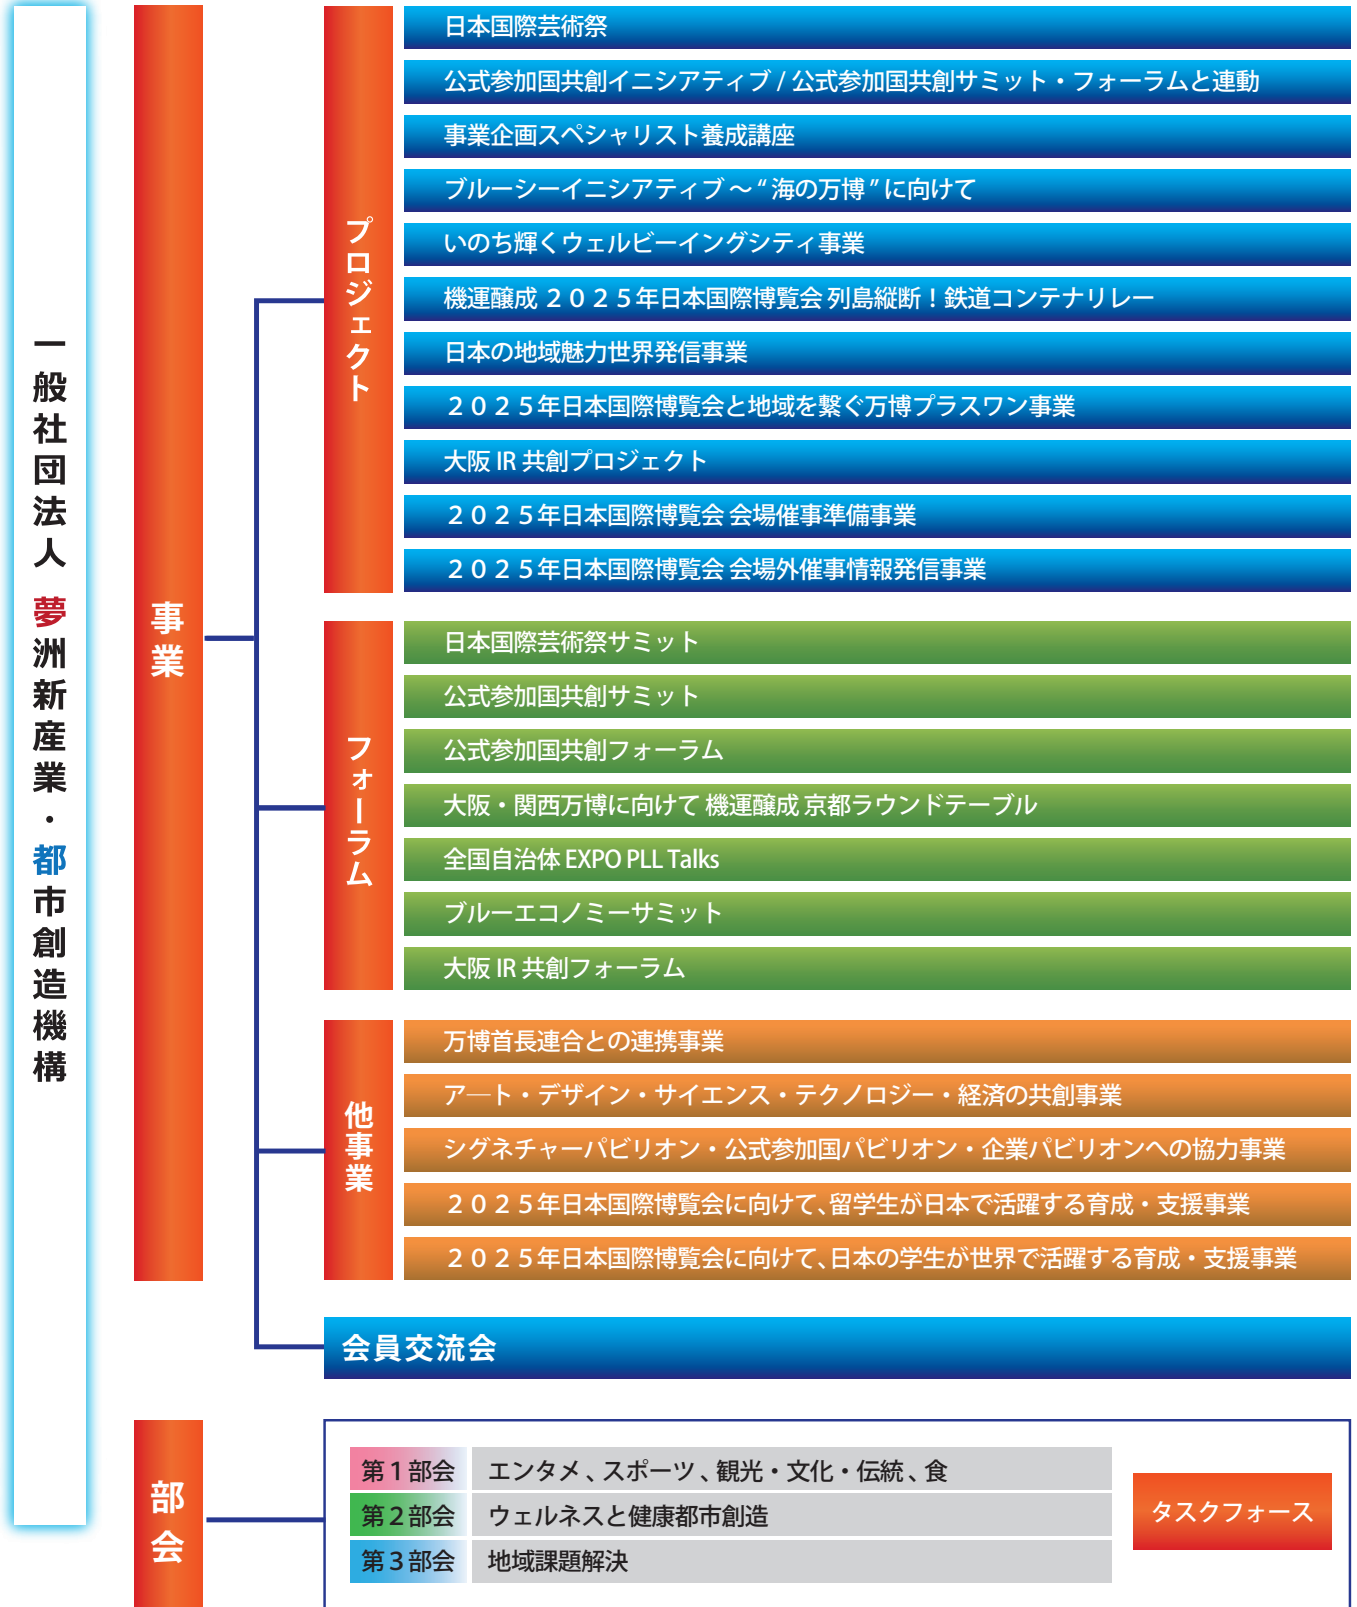 一般社団法人 夢洲新産業・都市創造機構
事業
プロジェクト
日本国際芸術祭
公式参加国共創イニシアティブ / 公式参加国共創サミット・フォーラムと連動
事業企画スペシャリスト養成講座
ブルーシーイニシアティブ ～ “ 海の万博 ” に向けて
いのち輝くウェルビーイングシティ事業
機運醸成 ２０２５年日本国際博覧会 列島縦断！鉄道コンテナリレー
日本の地域魅力世界発信事業
２０２５年日本国際博覧会と地域を繋ぐ万博プラスワン事業
大阪 IR 共創プロジェクト
２０２５年日本国際博覧会 会場催事準備事業
２０２５年日本国際博覧会 会場外催事情報発信事業
フォーラム
日本国際芸術祭サミット
公式参加国共創サミット
公式参加国共創フォーラム
大阪・関西万博に向けて 機運醸成 京都ラウンドテーブル
全国自治体 EXPO PLL Talks
ブルーエコノミーサミット
大阪 IR 共創フォーラム
他事業
万博首長連合との連携事業
ア―ト・デザイン・サイエンス・テクノロジー・経済の共創事業
シグネチャーパビリオン・公式参加国パビリオン・企業パビリオンへの協力事業
２０２５年日本国際博覧会に向けて、留学生が日本で活躍する育成・支援事業
２０２５年日本国際博覧会に向けて、日本の学生が世界で活躍する育成・支援事業
会員交流会
部会
第１部会 エンタメ 、スポーツ 、観光・文化・伝統 、食
第２部会 ウェルネスと健康都市創造
第３部会 地域課題解決
タスクフォース